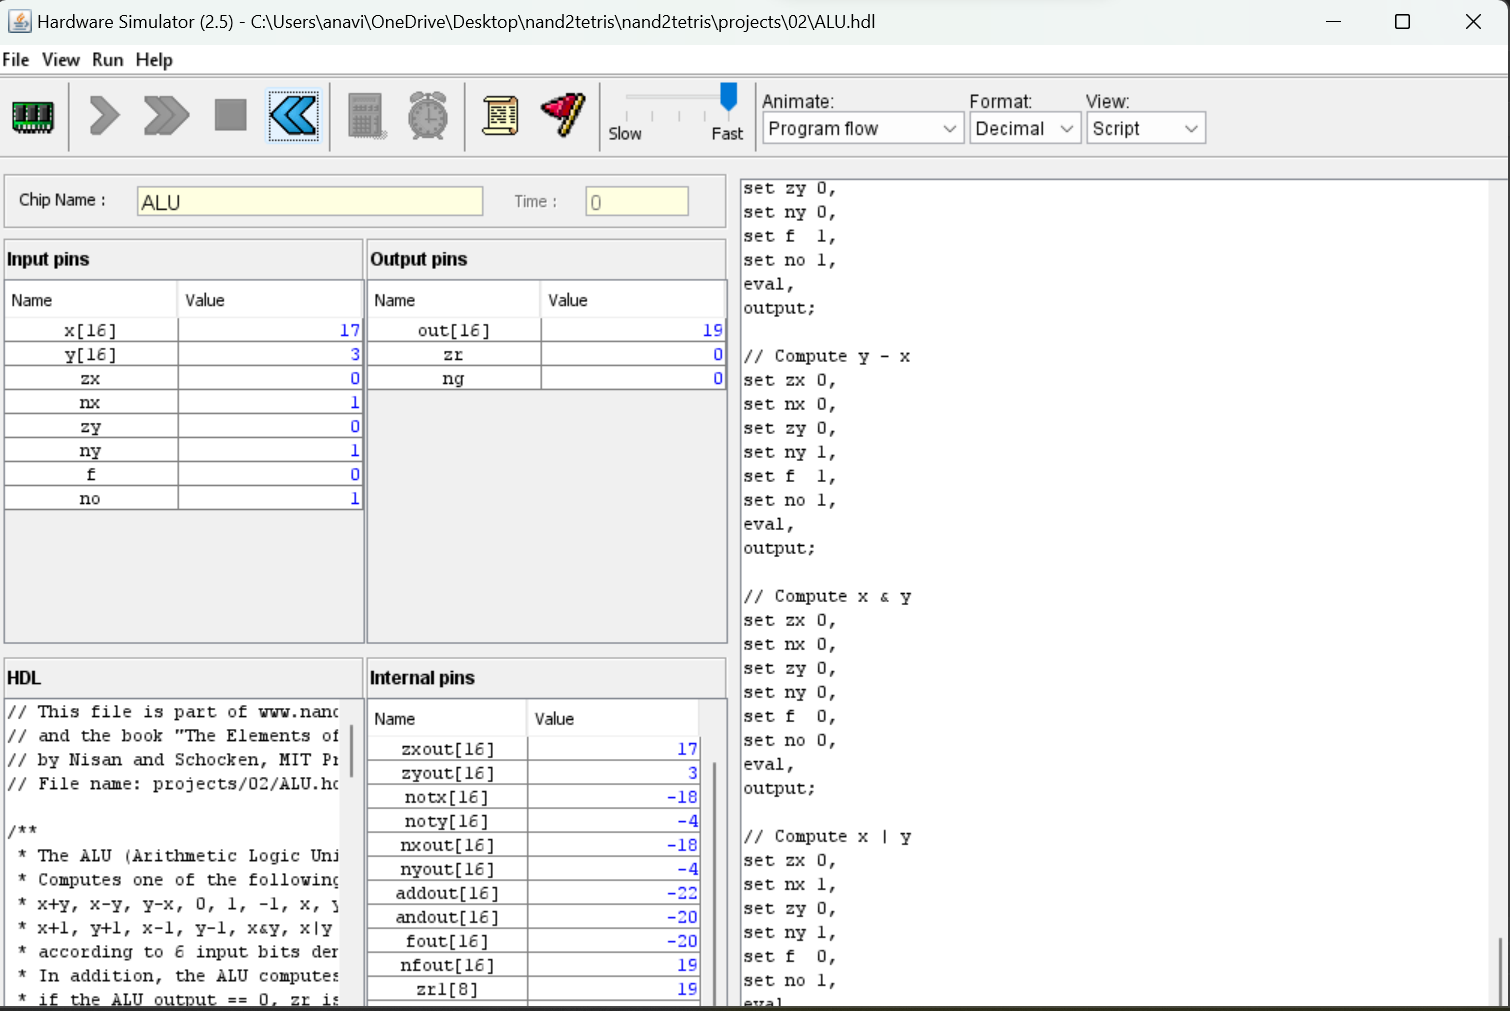 Hardware Simulator (2.5) - C:\Users\anavi\OneDrive\Desktop\nand2tetris\nand2tetris\projects\02\ALU.hdl
File View Run Help
Slow Fast
Animate: Format: View:
Program flow Decimal Script
Chip Name : ALU Time : 0
Input pins
Name Value
x[16] 17
y[16] 3
zx 0
nx 1
zy 0
ny 1
f 0
no 1
Output pins
Name Value
out[16] 19
zr 0
ng 0
HDL
// This file is part of www.nand
// and the book "The Elements of
// by Nisan and Schocken, MIT Pr
// File name: projects/02/ALU.hd
/**
* The ALU (Arithmetic Logic Uni
* Computes one of the following
* x+y, x-y, y-x, 0, 1, -1, x, y
* x+1, y+1, x-1, y-1, x&y, x|y
* according to 6 input bits den
* In addition, the ALU computes
* if the ALU output == 0, zr is
Internal pins
Name Value
zxout[16] 17
zyout[16] 3
notx[16] -18
noty[16] -4
nxout[16] -18
nyout[16] -4
addout[16] -22
andout[16] -20
fout[16] -20
nfout[16] 19
zr1[8] 19
set zy 0,
set ny 0,
set f  1,
set no 1,
eval,
output;
// Compute y - x
set zx 0,
set nx 0,
set zy 0,
set ny 1,
set f  1,
set no 1,
eval,
output;
// Compute x & y
set zx 0,
set nx 0,
set zy 0,
set ny 0,
set f  0,
set no 0,
eval,
output;
// Compute x | y
set zx 0,
set nx 1,
set zy 0,
set ny 1,
set f  0,
set no 1,
eval